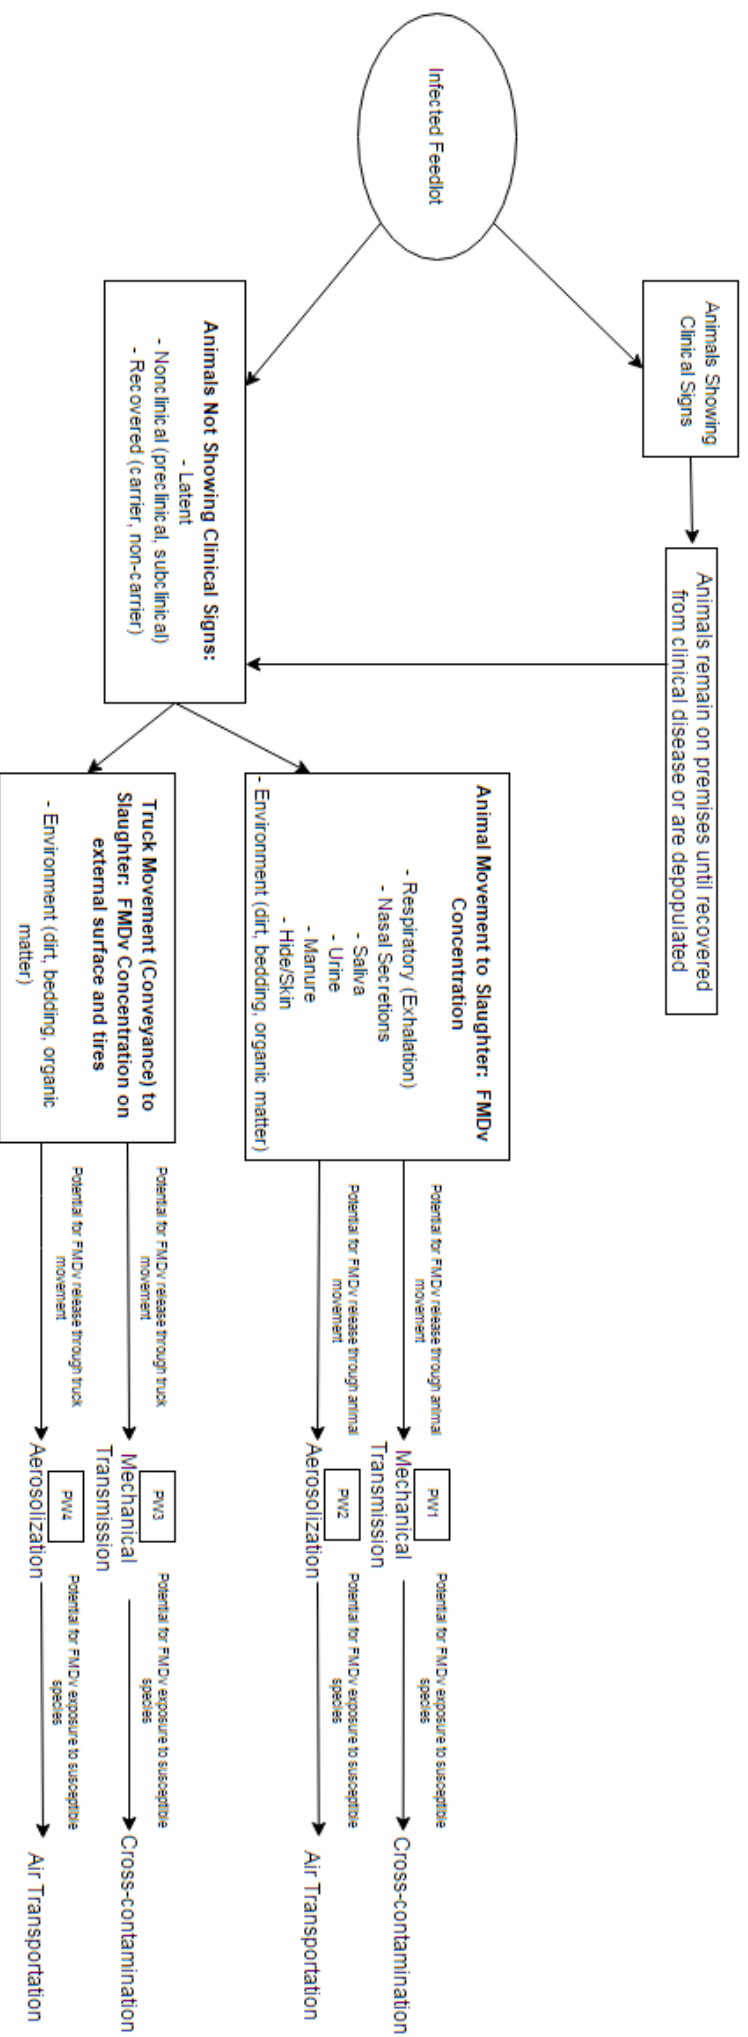 Infected Feedlot
Animals Showing
Clinical Signs
Animals remain on premises until recovered
from clinical disease or are depopulated
Animals Not Showing Clinical Signs:
- Latent
- Nonclinical (preclinical, subclinical)
- Recovered (carrier, non-carrier)
Animal Movement to Slaughter: FMDv
Concentration
- Respiratory (Exhalation)
- Nasal Secretions
- Saliva
- Urine
- Manure
- Hide/Skin
- Environment (dirt, bedding, organic matter)
Potential for FMDv release through animal
movement
PW1
Mechanical
Transmission
Potential for FMDv exposure to susceptible
species
Cross-contamination
Potential for FMDv release through animal
movement
PW2
Aerosolization
Potential for FMDv exposure to susceptible
species
Air Transportation
Truck Movement (Conveyance) to
Slaughter: FMDv Concentration on
external surface and tires
- Environment (dirt, bedding, organic
matter)
Potential for FMDv release through truck
movement
PW3
Mechanical
Transmission
Potential for FMDv exposure to susceptible
species
Cross-contamination
Potential for FMDv release through truck
movement
PW4
Aerosolization
Potential for FMDv exposure to susceptible
species
Air Transportation